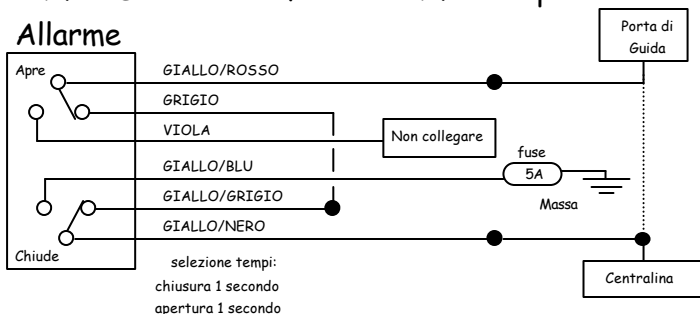 Allarme
Porta di
Guida
Apre
GIALLO/ROSSO
GRIGIO
VIOLA
Non collegare
GIALLO/BLU
fuse
5A
GIALLO/GRIGIO
Massa
GIALLO/NERO
Chiude
selezione tempi:
Centralina
chiusura 1 secondo
apertura 1 secondo